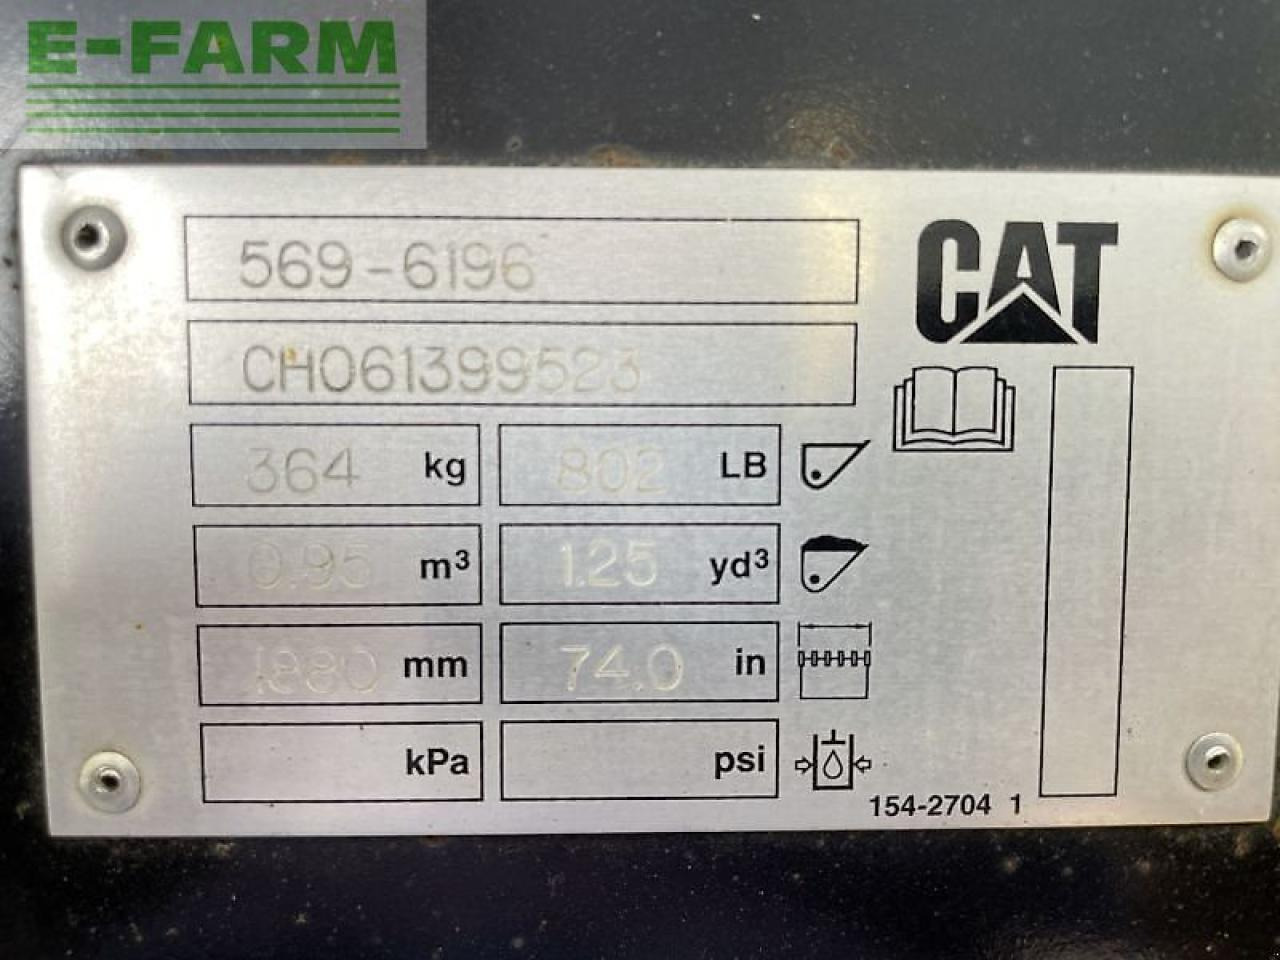 E-FARM
CAT
569-6196
CH061399523
364 kg 802 LB
0.95 m³ 1.25 yd³
1880 mm 74.0 in
kPa psi
154-2704 1